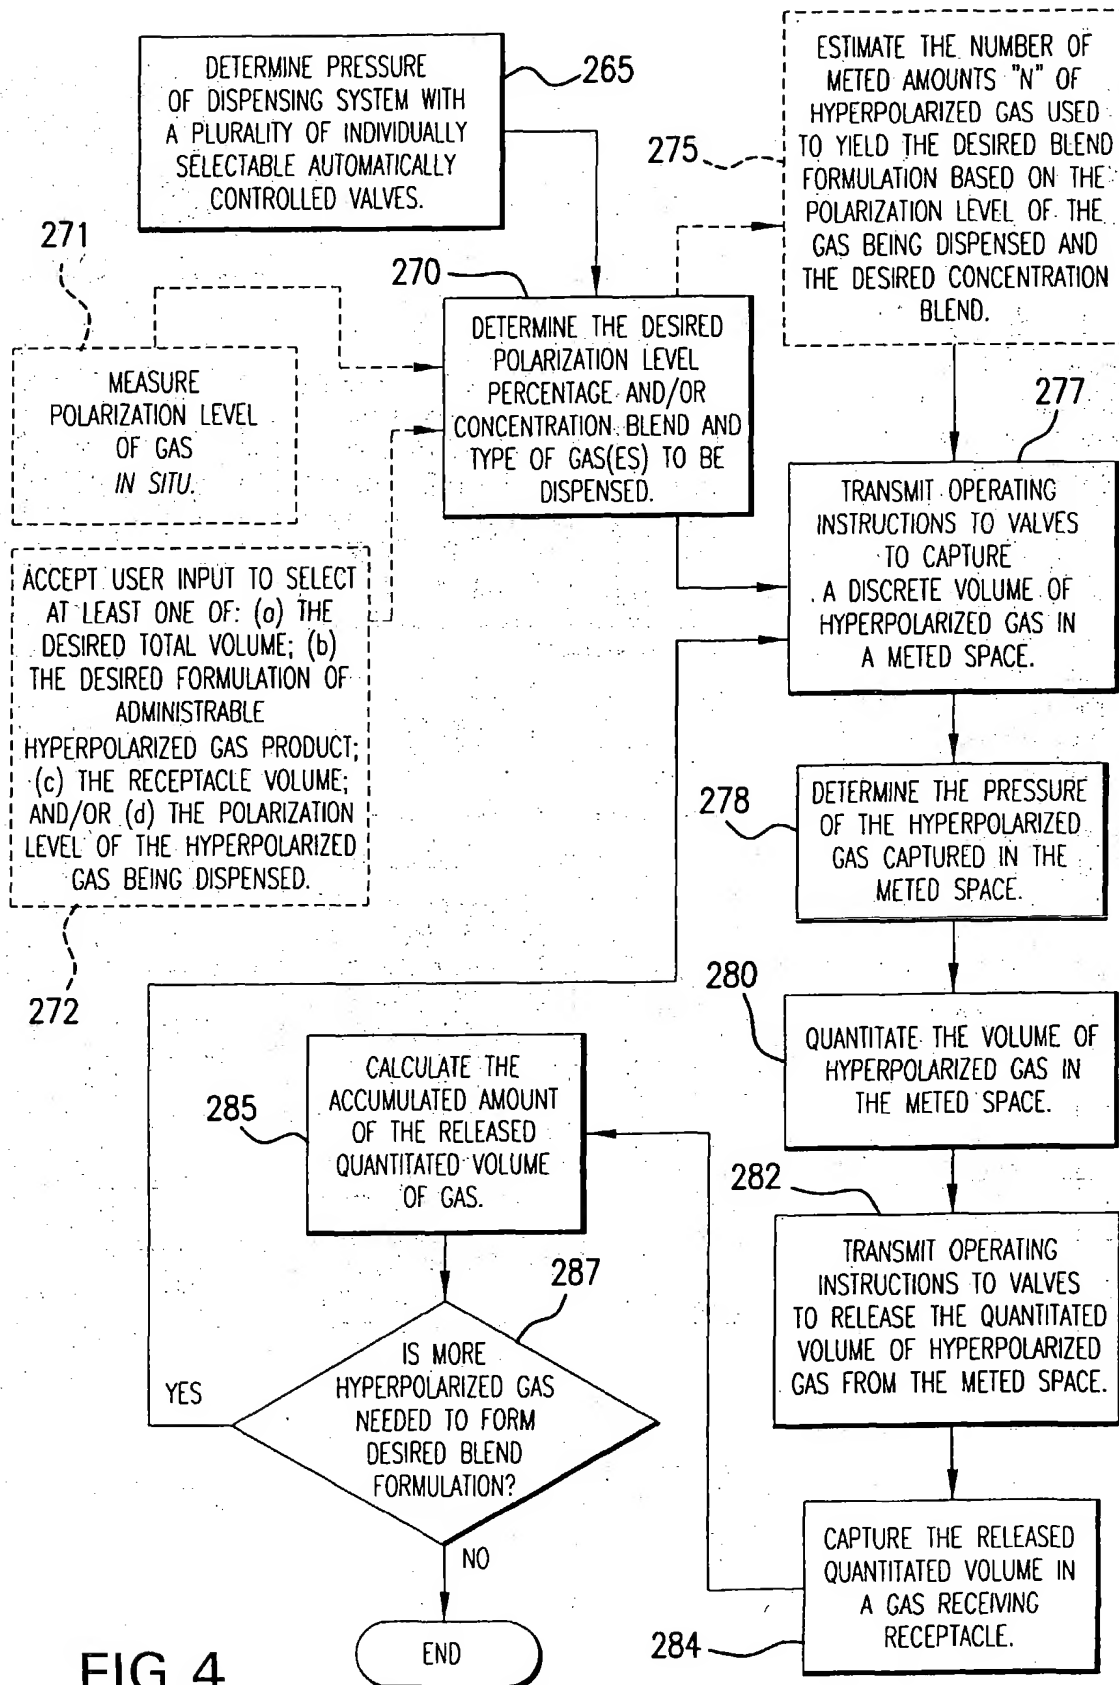 DETERMINE PRESSURE
OF DISPENSING SYSTEM WITH
A PLURALITY OF INDIVIDUALLY
SELECTABLE AUTOMATICALLY
CONTROLLED VALVES.
265
ESTIMATE THE NUMBER OF
METED AMOUNTS "N" OF
HYPERPOLARIZED GAS USED
TO YIELD THE DESIRED BLEND
FORMULATION BASED ON THE
POLARIZATION LEVEL OF THE
GAS BEING DISPENSED AND
THE DESIRED CONCENTRATION
BLEND.
275
271
MEASURE
POLARIZATION LEVEL
OF GAS
IN SITU.
270
DETERMINE THE DESIRED
POLARIZATION LEVEL
PERCENTAGE AND/OR
CONCENTRATION BLEND AND
TYPE OF GAS(ES) TO BE
DISPENSED.
277
TRANSMIT OPERATING
INSTRUCTIONS TO VALVES
TO CAPTURE
A DISCRETE VOLUME OF
HYPERPOLARIZED GAS IN
A METED SPACE.
ACCEPT USER INPUT TO SELECT
AT LEAST ONE OF: (a) THE
DESIRED TOTAL VOLUME; (b)
THE DESIRED FORMULATION OF
ADMINISTRABLE
HYPERPOLARIZED GAS PRODUCT;
(c) THE RECEPTACLE VOLUME;
AND/OR (d) THE POLARIZATION
LEVEL OF THE HYPERPOLARIZED
GAS BEING DISPENSED.
272
278
DETERMINE THE PRESSURE
OF THE HYPERPOLARIZED
GAS CAPTURED IN THE
METED SPACE.
280
QUANTITATE THE VOLUME OF
HYPERPOLARIZED GAS IN
THE METED SPACE.
282
TRANSMIT OPERATING
INSTRUCTIONS TO VALVES
TO RELEASE THE QUANTITATED
VOLUME OF HYPERPOLARIZED
GAS FROM THE METED SPACE.
284
CAPTURE THE RELEASED
QUANTITATED VOLUME IN
A GAS RECEIVING
RECEPTACLE.
285
CALCULATE THE
ACCUMULATED AMOUNT
OF THE RELEASED
QUANTITATED VOLUME
OF GAS.
287
IS MORE
HYPERPOLARIZED GAS
NEEDED TO FORM
DESIRED BLEND
FORMULATION?
YES
NO
END
FIG 4